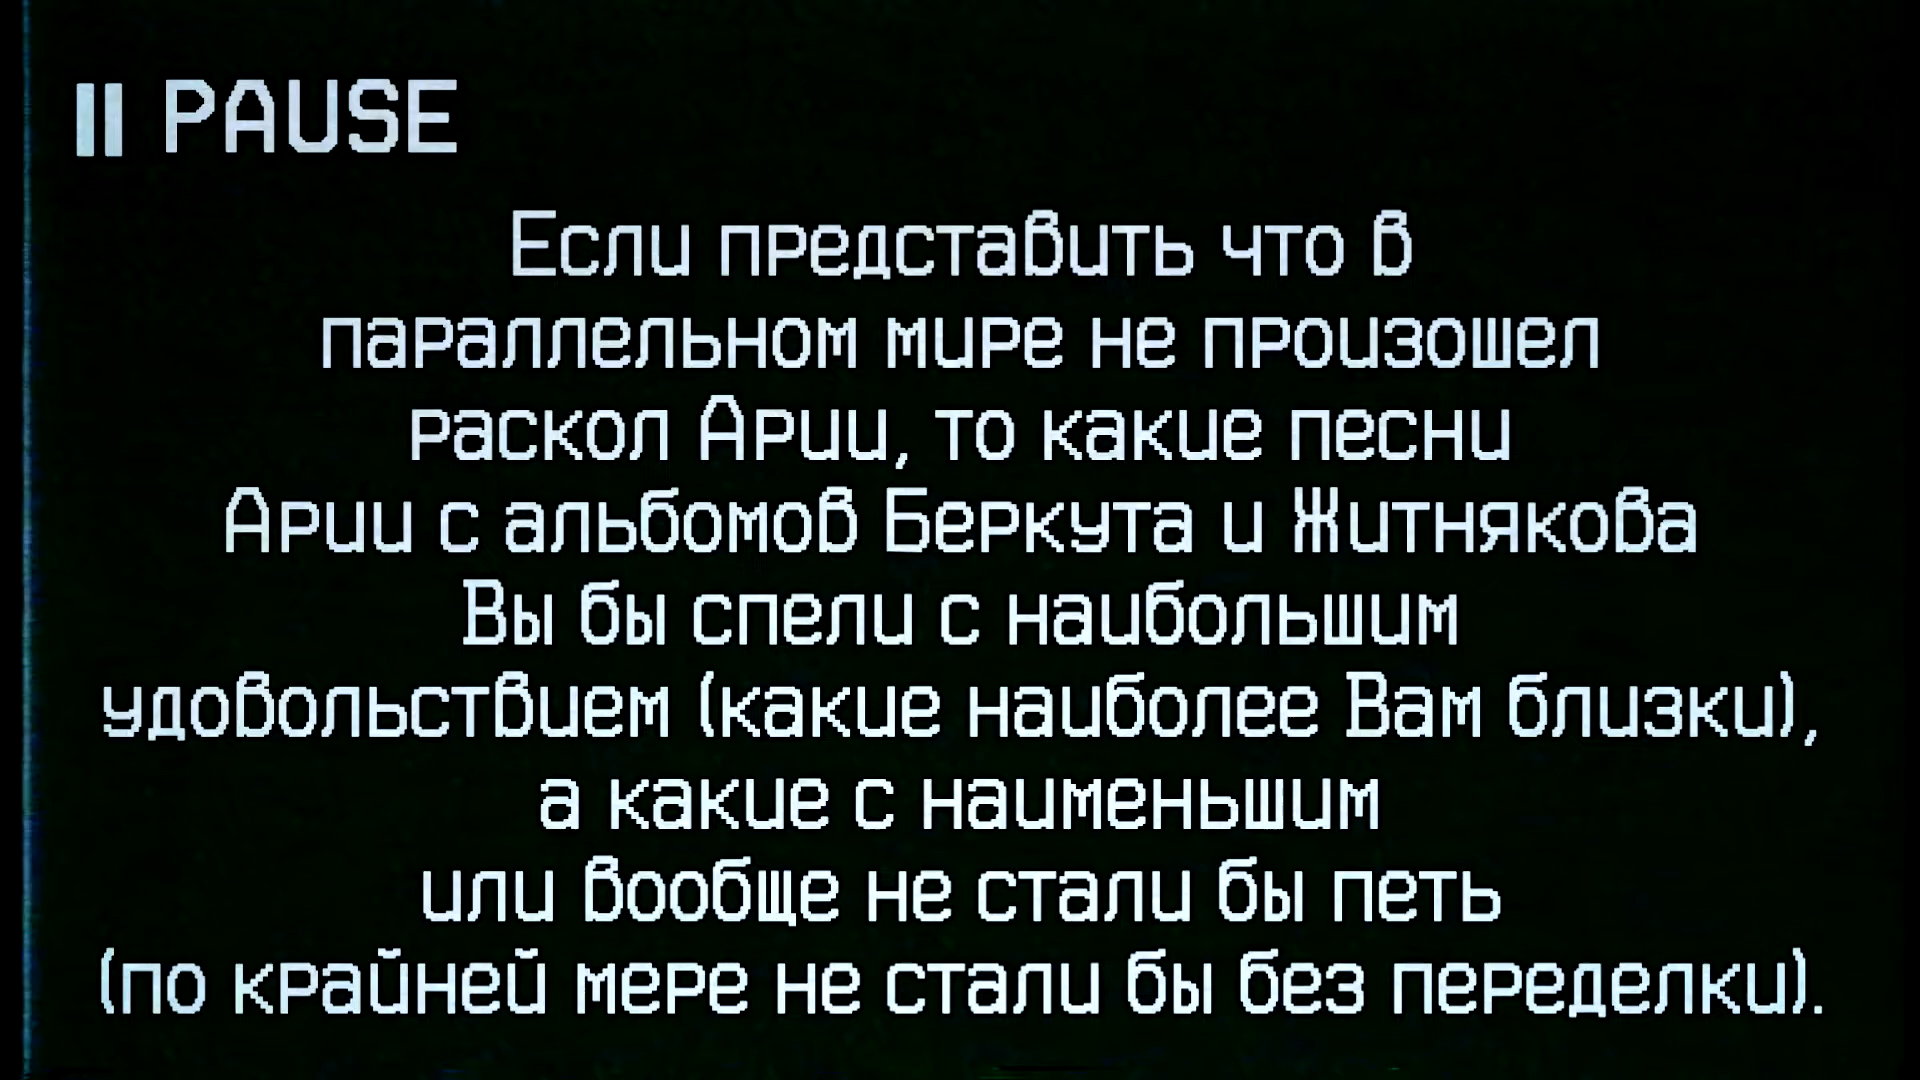 PAUSE
Если представить что в
параллельном мире не произошел
раскол Арии, то какие песни
Арии с альбомов Беркута и Житнякова
Вы бы спели с наибольшим
удовольствием (какие наиболее Вам близки),
а какие с наименьшим
или вообще не стали бы петь
(по крайней мере не стали бы без переделки).